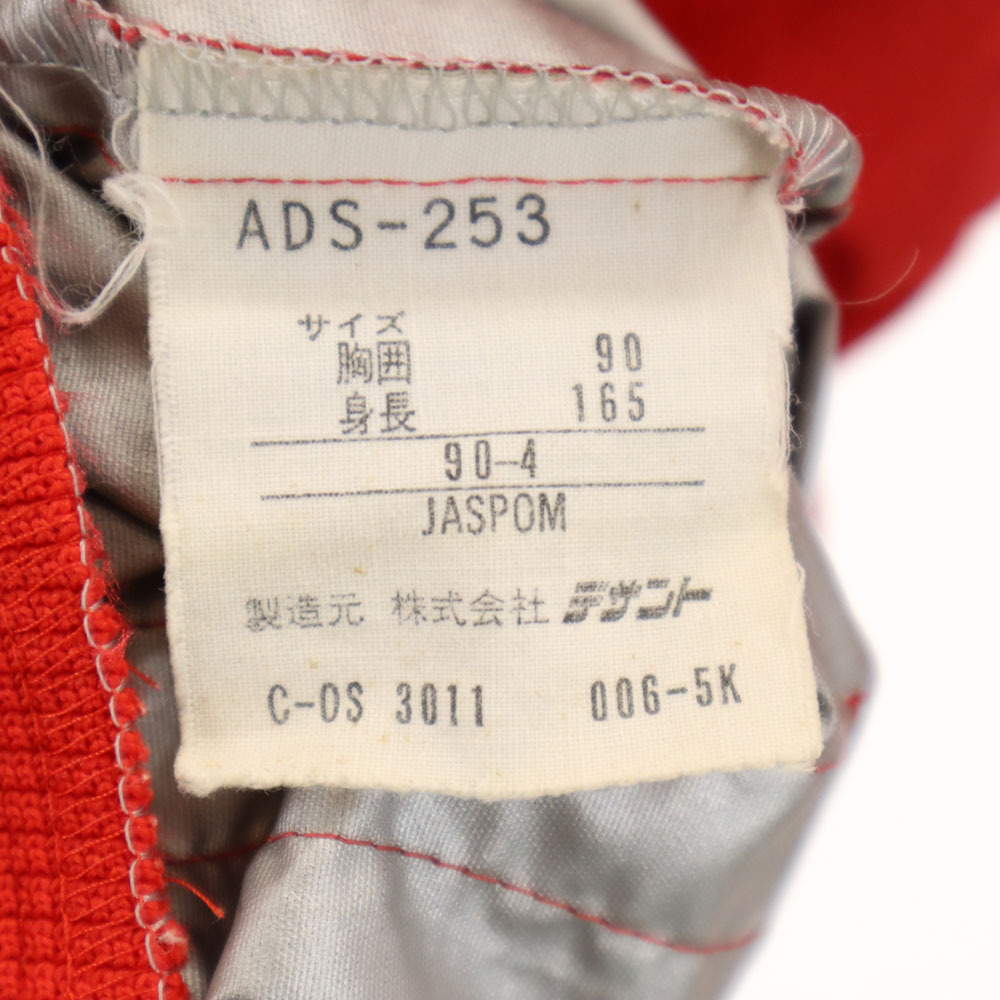 ADS-253
サイズ
胸囲 90
身長 165
90-4
JASPOM
製造元 株式会社 デサント
C-OS 3011 006-5K